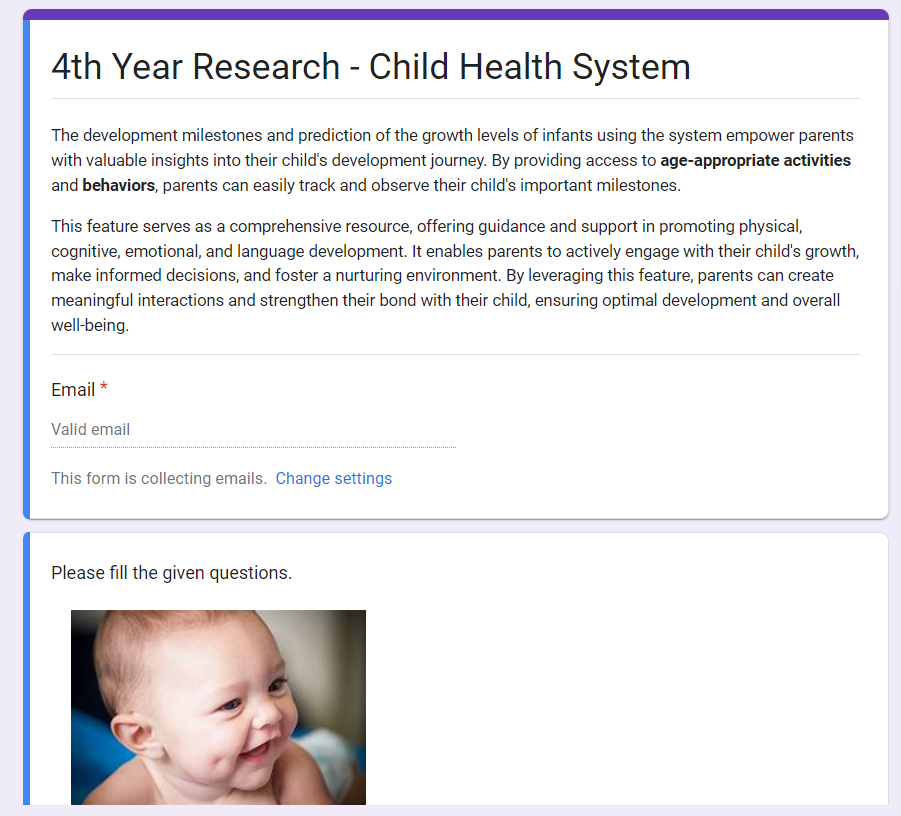 4th Year Research - Child Health System
The development milestones and prediction of the growth levels of infants using the system empower parents
with valuable insights into their child's development journey. By providing access to age-appropriate activities
and behaviors, parents can easily track and observe their child's important milestones.
This feature serves as a comprehensive resource, offering guidance and support in promoting physical,
cognitive, emotional, and language development. It enables parents to actively engage with their child's growth,
make informed decisions, and foster a nurturing environment. By leveraging this feature, parents can create
meaningful interactions and strengthen their bond with their child, ensuring optimal development and overall
well-being.
Email *
Valid email
This form is collecting emails. Change settings
Please fill the given questions.